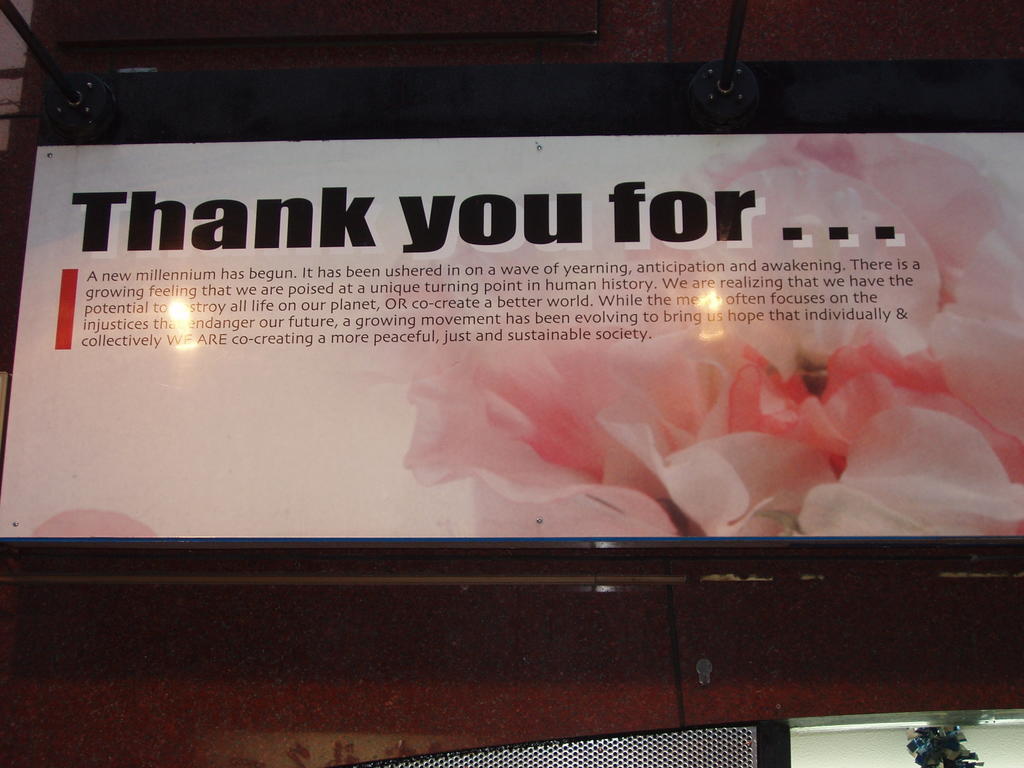 Thank you for . . .
A new millennium has begun. It has been ushered in on a wave of yearning, anticipation and awakening. There is a
growing feeling that we are poised at a unique turning point in human history. We are realizing that we have the
potential to destroy all life on our planet, OR co-create a better world. While the media often focuses on the
injustices that endanger our future, a growing movement has been evolving to bring us hope that individually &
collectively WE ARE co-creating a more peaceful, just and sustainable society.